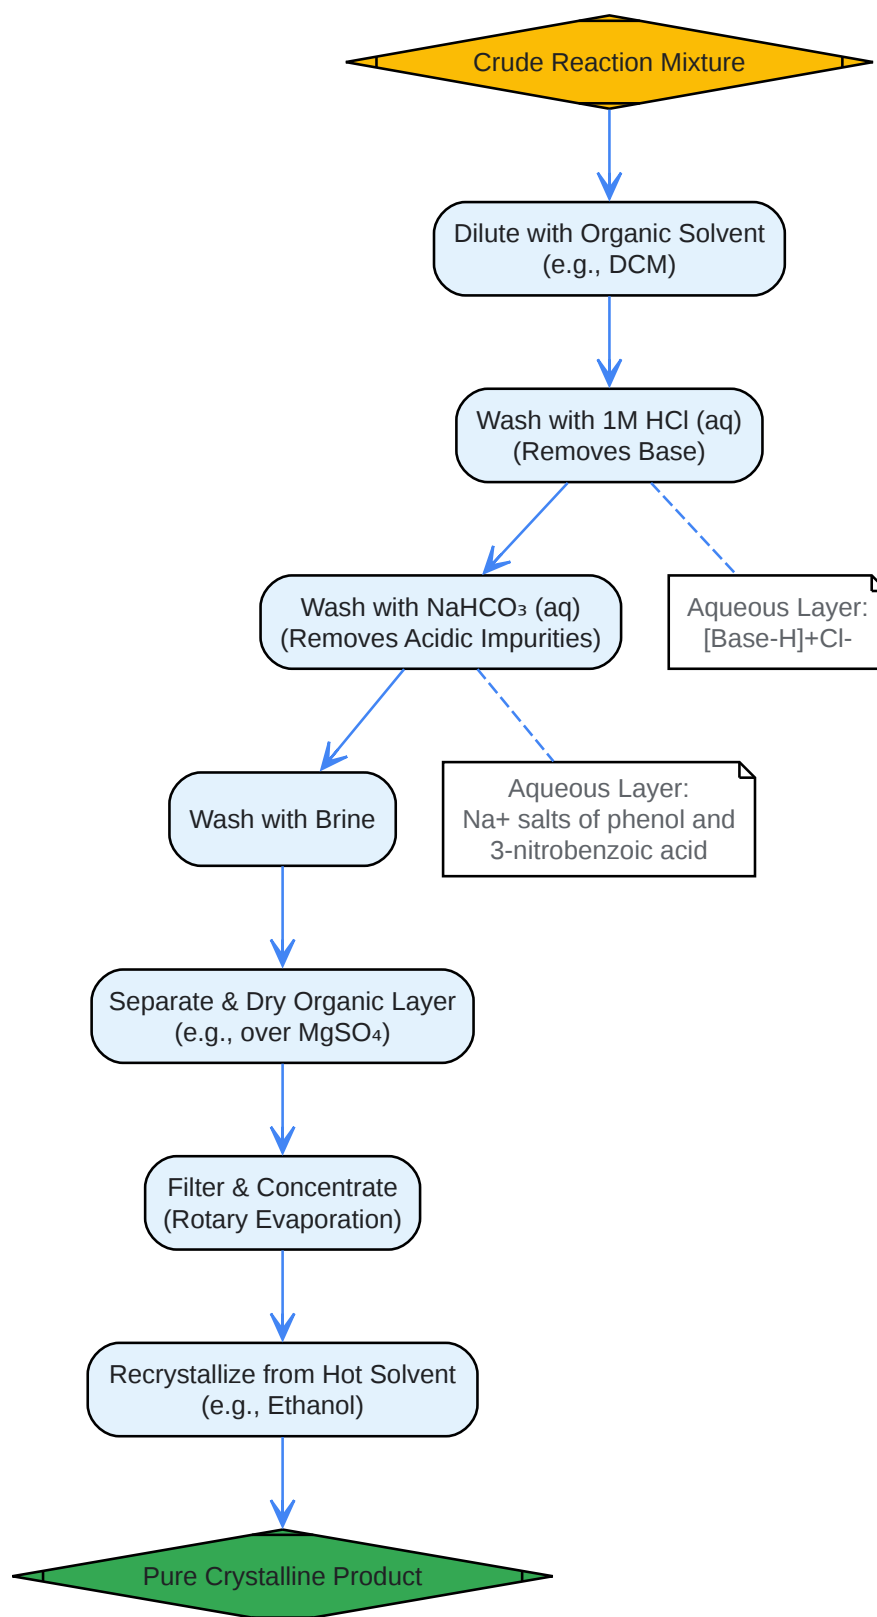 Crude Reaction Mixture
Dilute with Organic Solvent
(e.g., DCM)
Wash with 1M HCl (aq)
(Removes Base)
Wash with NaHCO₃ (aq)
(Removes Acidic Impurities)
Aqueous Layer:
[Base-H]+Cl-
Wash with Brine
Aqueous Layer:
Na+ salts of phenol and
3-nitrobenzoic acid
Separate & Dry Organic Layer
(e.g., over MgSO₄)
Filter & Concentrate
(Rotary Evaporation)
Recrystallize from Hot Solvent
(e.g., Ethanol)
Pure Crystalline Product